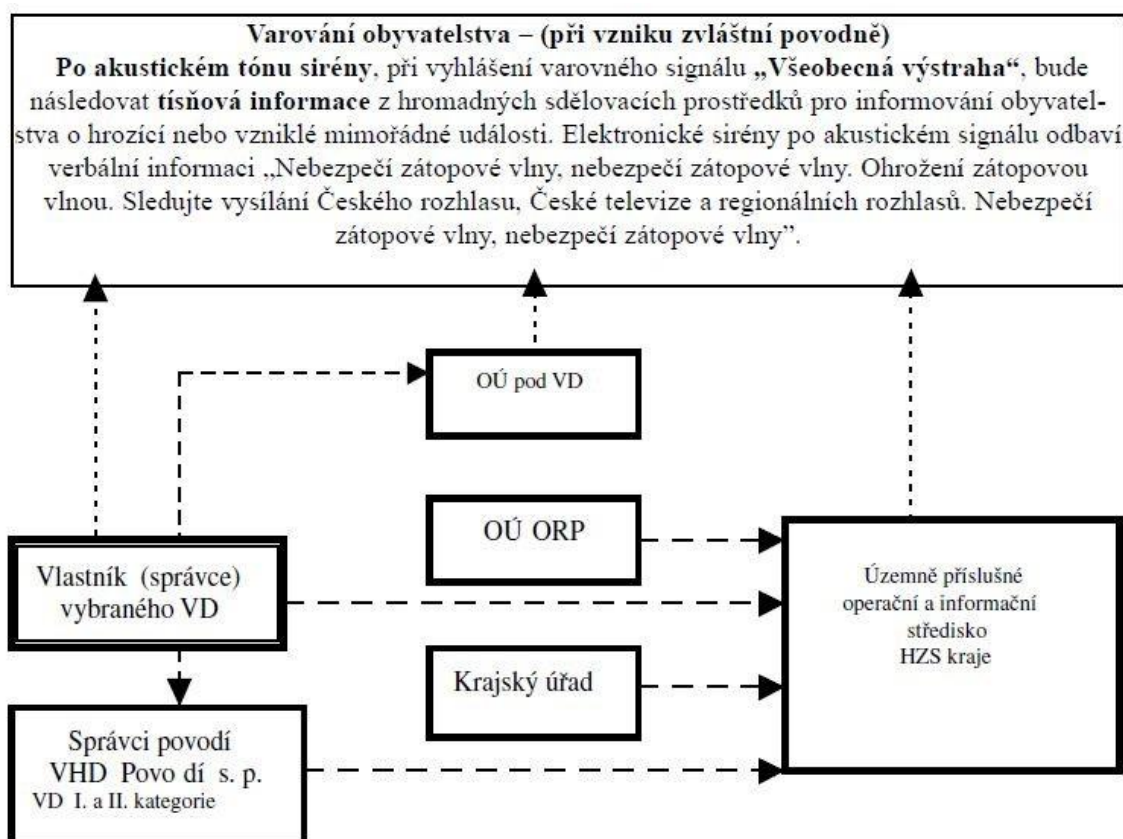 Varování obyvatelstva – (při vzniku zvláštní povodně)
Po akustickém tónu sirény, při vyhlášení varovného signálu „Všeobecná výstraha“, bude
následovat tísňová informace z hromadných sdělovacích prostředků pro informování obyvatel-
stva o hrozící nebo vzniklé mimořádné události. Elektronické sirény po akustickém signálu odbaví
verbální informaci „Nebezpečí zátopové vlny, nebezpečí zátopové vlny. Ohrožení zátopovou
vlnou. Sledujte vysílání Českého rozhlasu, České televize a regionálních rozhlasů. Nebezpečí
zátopové vlny, nebezpečí zátopové vlny”.
OÚ pod VD
OÚ ORP
Vlastník (správce)
vybraného VD
Územně příslušné
operační a informační
středisko
HZS kraje
Krajský úřad
Správci povodí
VHD Povo dí s. p.
VD I. a II. kategorie